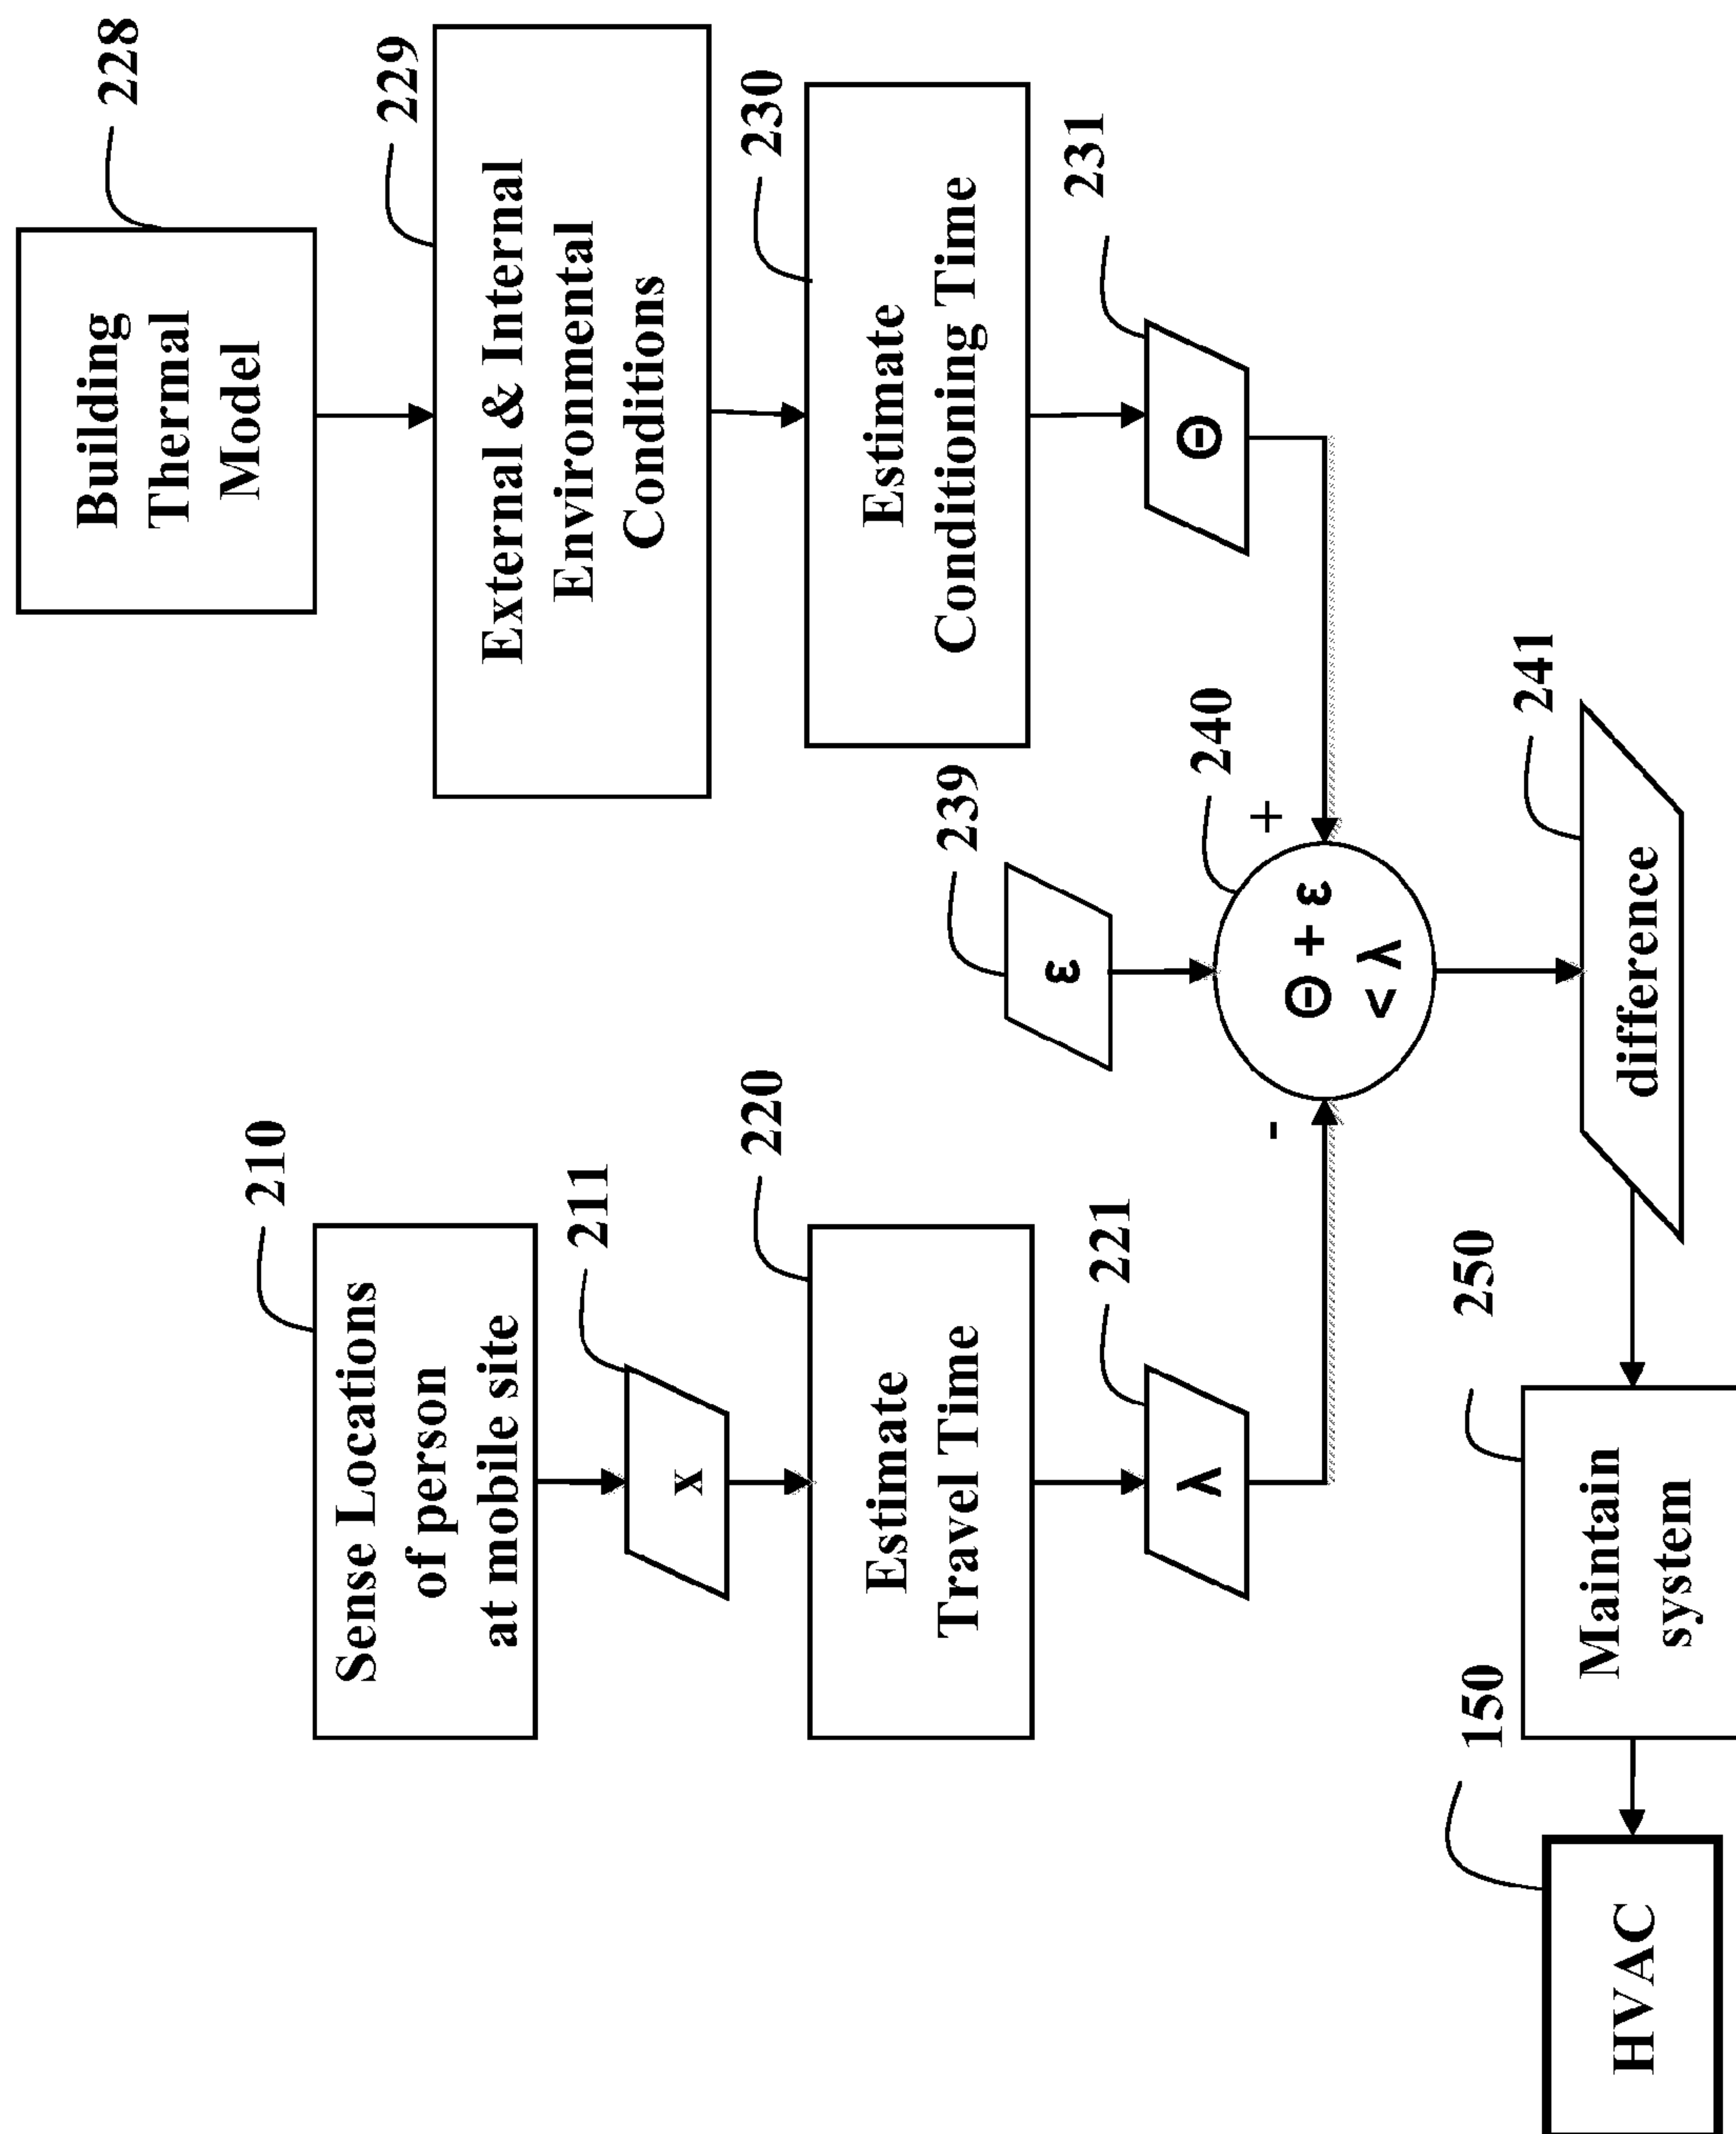 228
Building
Thermal
Model
229
External & Internal
Environmental
Conditions
230
Estimate
Conditioning Time
231
Θ
210
Sense Locations
of person
at mobile site
211
x
220
Estimate
Travel Time
221
λ
239
ε
240
-
+
Θ + ε
< λ
241
difference
250
Maintain
system
150
HVAC